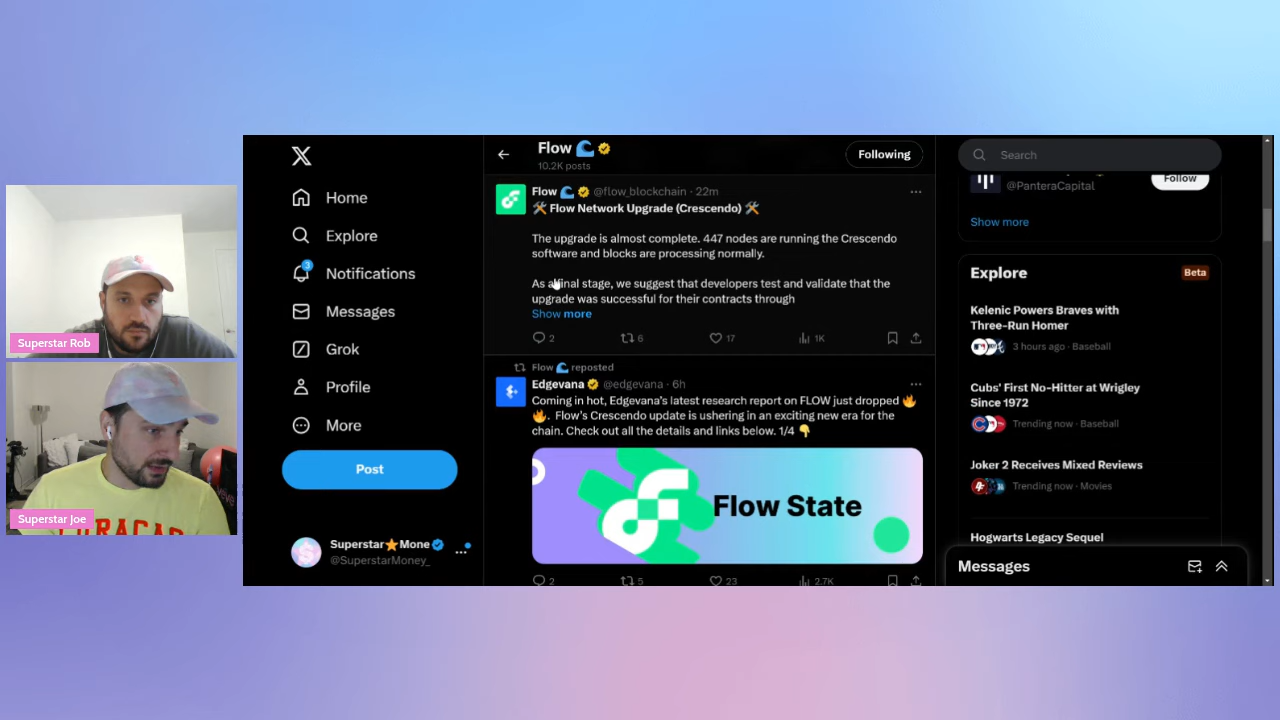 Superstar Rob
Superstar Joe
CURACAO
Home
Explore
3
Notifications
Messages
Grok
Profile
More
Post
Superstar⭐Mone
@SuperstarMoney_
Flow 🌊
10.2K posts
Following
Flow 🌊 @flow_blockchain · 22m
🛠️ Flow Network Upgrade (Crescendo) 🛠️
The upgrade is almost complete. 447 nodes are running the Crescendo
software and blocks are processing normally.
As a final stage, we suggest that developers test and validate that the
upgrade was successful for their contracts through
Show more
2 6 17 1K
Flow 🌊 reposted
Edgevana @edgevana · 6h
Coming in hot, Edgevana's latest research report on FLOW just dropped 🔥
🔥. Flow's Crescendo update is ushering in an exciting new era for the
chain. Check out all the details and links below. 1/4 👇
Flow State
2 5 23 2.7K
Search
@PanteraCapital
Follow
Show more
Explore
Beta
Kelenic Powers Braves with
Three-Run Homer
3 hours ago · Baseball
Cubs' First No-Hitter at Wrigley
Since 1972
Trending now · Baseball
Joker 2 Receives Mixed Reviews
Trending now · Movies
Hogwarts Legacy Sequel
Messages